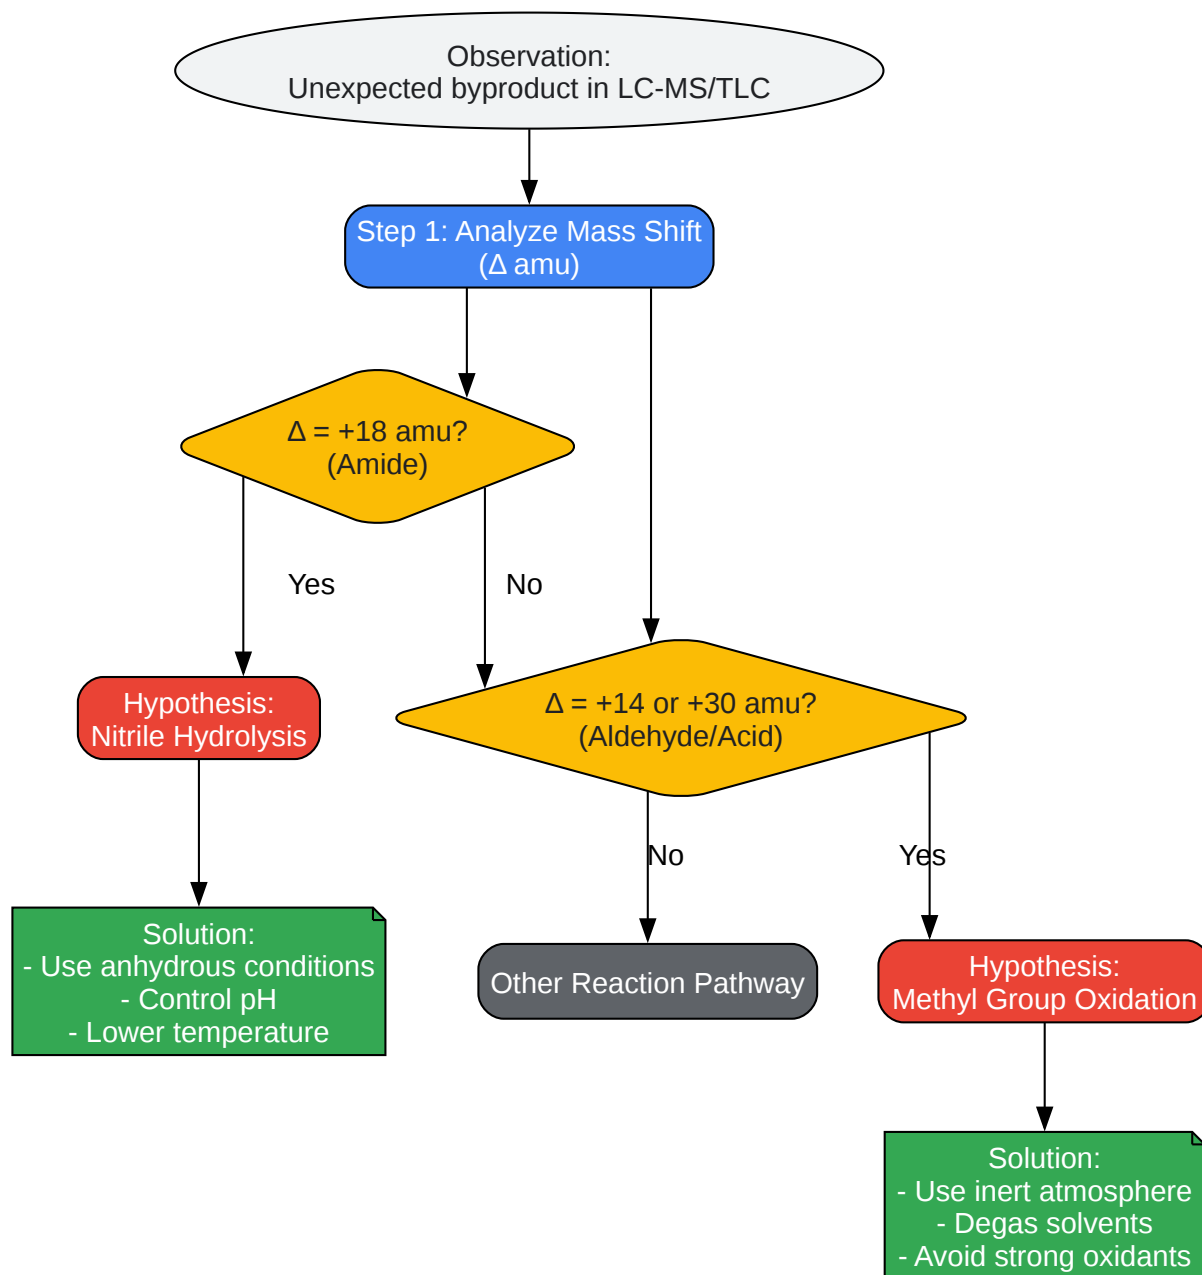 Observation:
Unexpected byproduct in LC-MS/TLC
Step 1: Analyze Mass Shift
(Δ amu)
Δ = +18 amu?
(Amide)
Yes
No
Hypothesis:
Nitrile Hydrolysis
Δ = +14 or +30 amu?
(Aldehyde/Acid)
No
Yes
Solution:
- Use anhydrous conditions
- Control pH
- Lower temperature
Other Reaction Pathway
Hypothesis:
Methyl Group Oxidation
Solution:
- Use inert atmosphere
- Degas solvents
- Avoid strong oxidants